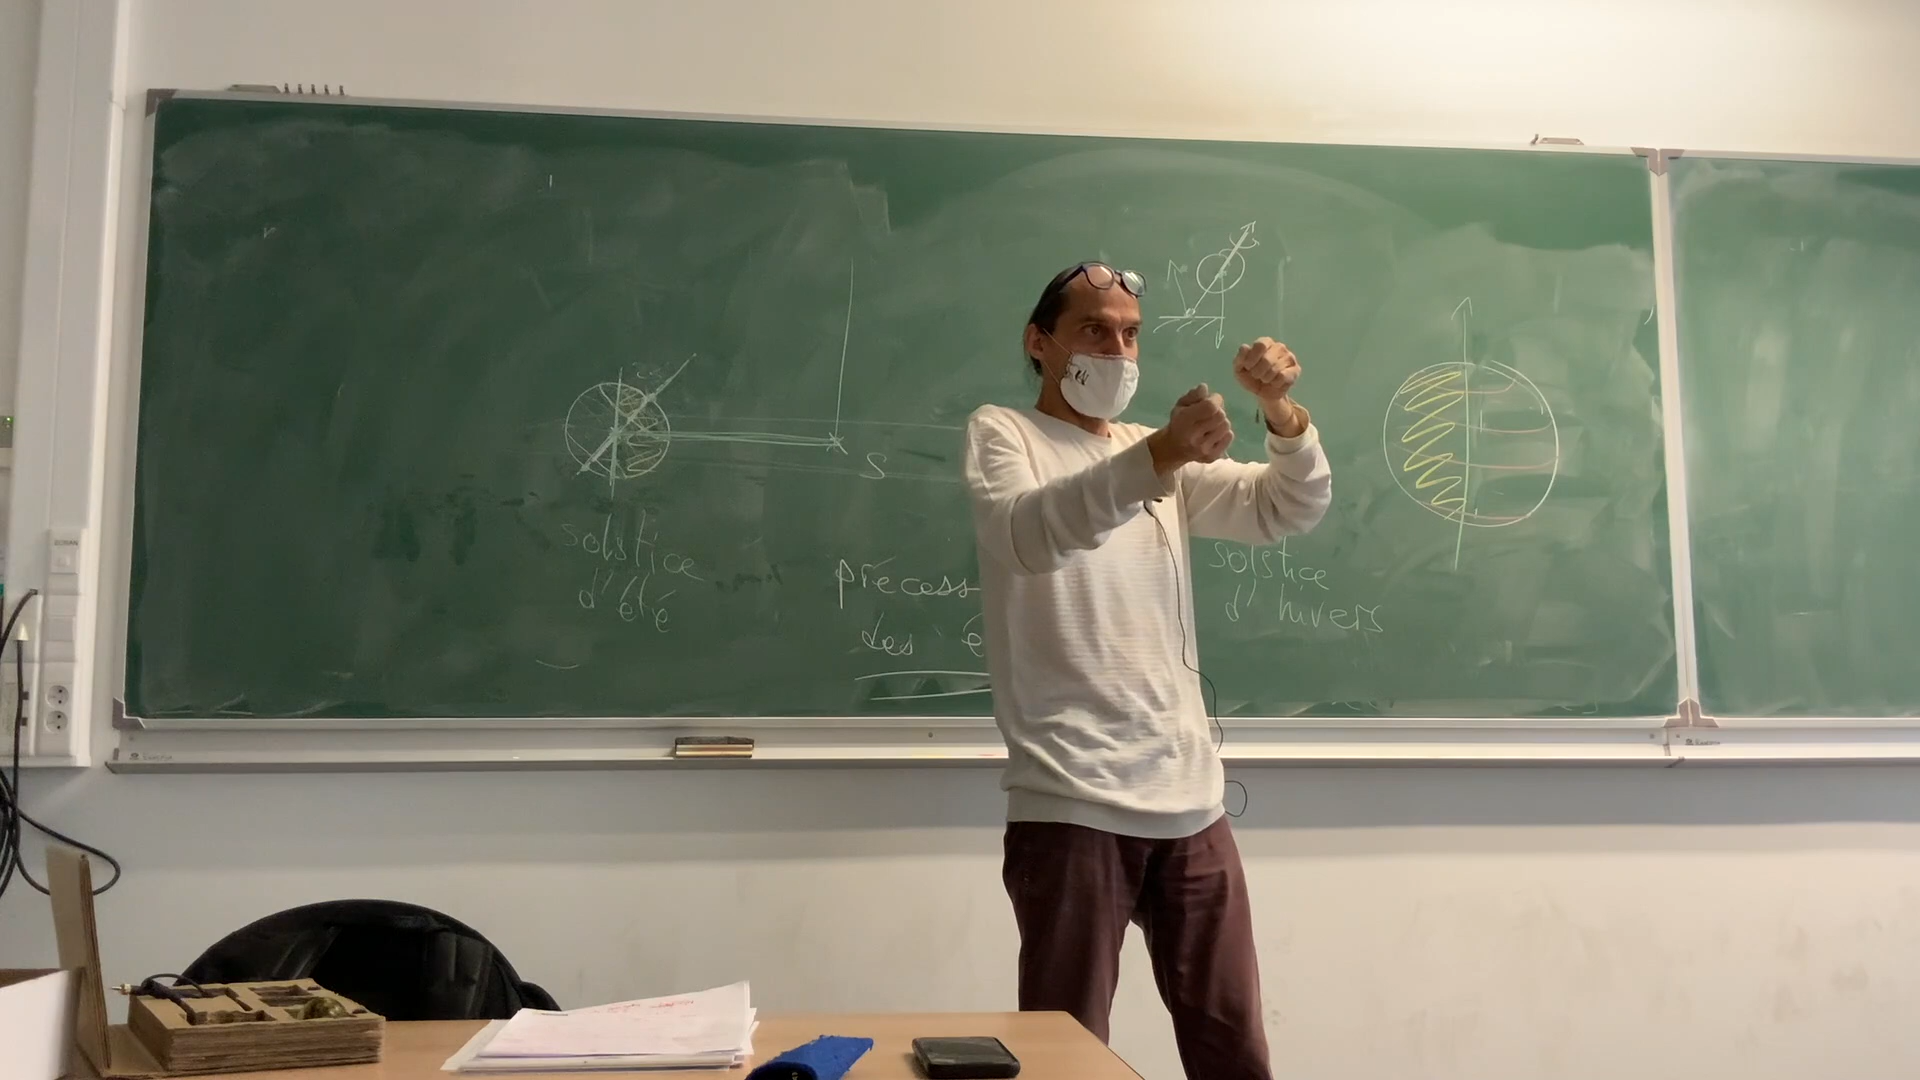 S
solstice
d'été
précess
des é
solstice
d'hivers